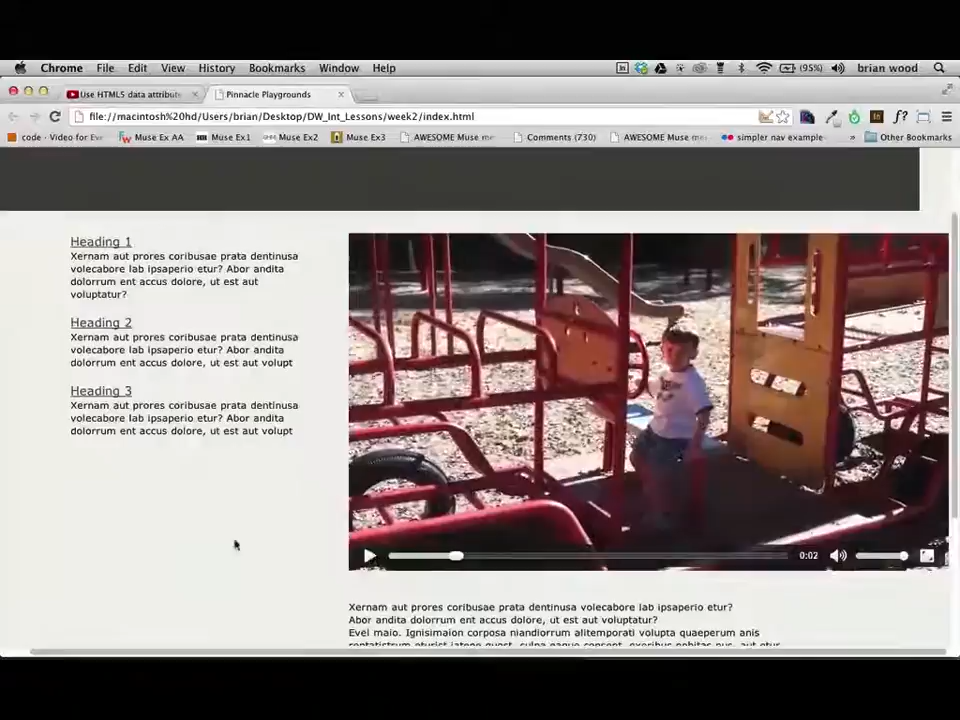 Chrome File Edit View History Bookmarks Window Help (95%) brian wood
Use HTML5 data attribute Pinnacle Playgrounds
file://macintosh%20hd/Users/brian/Desktop/DW_Int_Lessons/week2/index.html
code - Video for Eve Muse Ex AA Muse Ex1 Muse Ex2 Muse Ex3 AWESOME Muse me Comments (730) AWESOME Muse me simpler nav example » Other Bookmarks
Heading 1
Xernam aut prores coribusae prata dentinusa
volecabore lab ipsaperio etur? Abor andita
dolorrum ent accus dolore, ut est aut
voluptatur?
Heading 2
Xernam aut prores coribusae prata dentinusa
volecabore lab ipsaperio etur? Abor andita
dolorrum ent accus dolore, ut est aut volupt
Heading 3
Xernam aut prores coribusae prata dentinusa
volecabore lab ipsaperio etur? Abor andita
dolorrum ent accus dolore, ut est aut volupt
0:02
Xernam aut prores coribusae prata dentinusa volecabore lab ipsaperio etur?
Abor andita dolorrum ent accus dolore, ut est aut voluptatur?
Evel maio. Ignisimaion corposa niandiorrum alitemporati volupta quaeperum anis